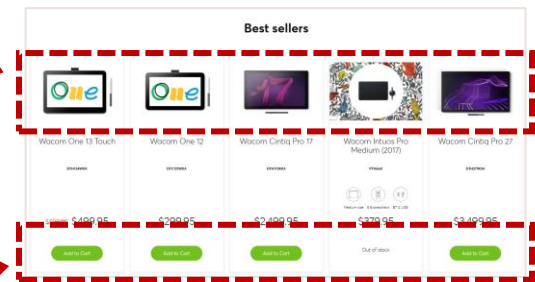 Best sellers
One
One
17
Wacom One 13 Touch
Wacom One 12
Wacom Cintiq Pro 17
Wacom Intuos Pro Medium (2017)
Wacom Cintiq Pro 27
$499.95
$299.95
$2,499.95
$379.95
$3,499.95
Add to Cart
Add to Cart
Add to Cart
Out of stock
Add to Cart